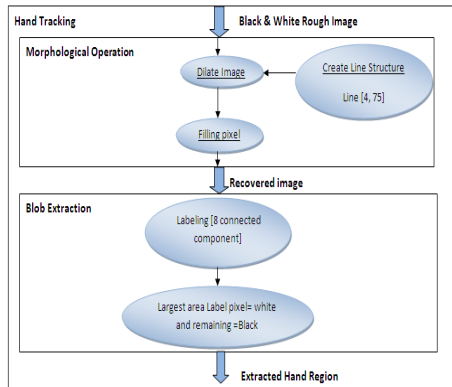 Hand Tracking
Black & White Rough Image
Morphological Operation
Dilate Image
Create Line Structure
Line [4, 75]
Filling pixel
Recovered image
Blob Extraction
Labeling [8 connected
component]
Largest area Label pixel= white
and remaining =Black
Extracted Hand Region